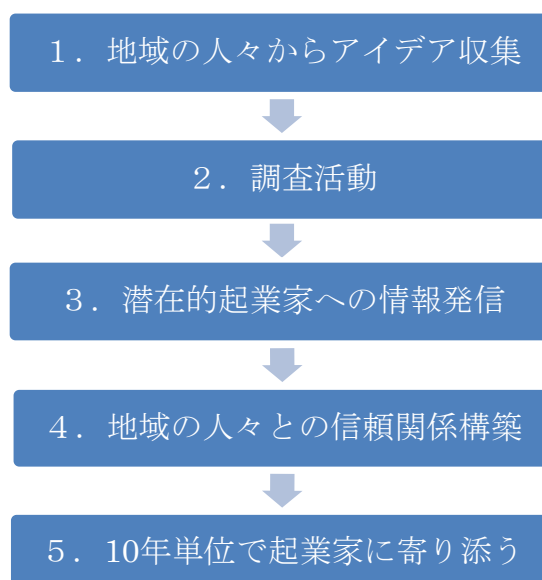 １．地域の人々からアイデア収集
２．調査活動
３．潜在的起業家への情報発信
４．地域の人々との信頼関係構築
５．10年単位で起業家に寄り添う